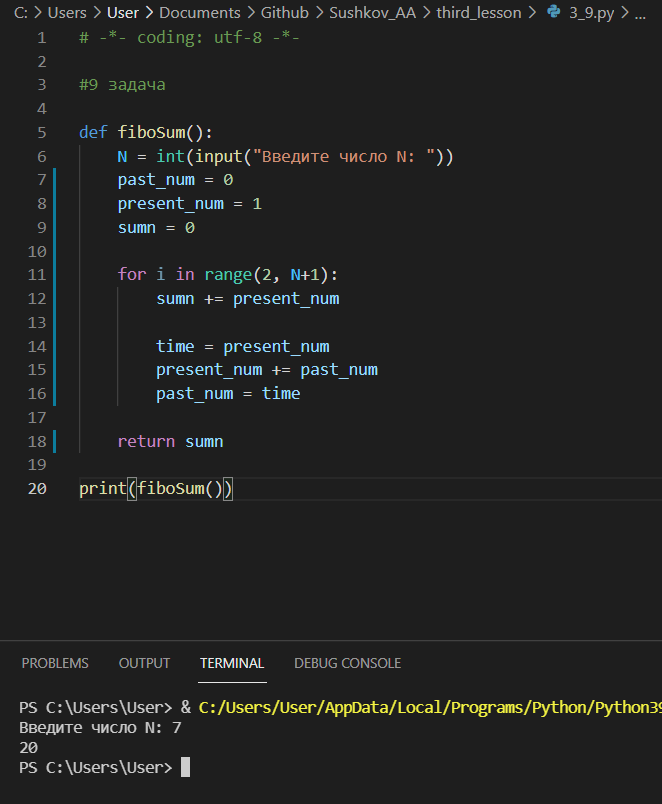 C: > Users > User > Documents > Github > Sushkov_AA > third_lesson > 3_9.py > ...
1 # -*- coding: utf-8 -*-
2
3 #9 задача
4
5 def fiboSum():
6     N = int(input("Введите число N: "))
7     past_num = 0
8     present_num = 1
9     sumn = 0
10
11     for i in range(2, N+1):
12         sumn += present_num
13
14         time = present_num
15         present_num += past_num
16         past_num = time
17
18     return sumn
19
20 print(fiboSum())
PROBLEMS OUTPUT TERMINAL DEBUG CONSOLE
PS C:\Users\User> & C:/Users/User/AppData/Local/Programs/Python/Python39
Введите число N: 7
20
PS C:\Users\User>